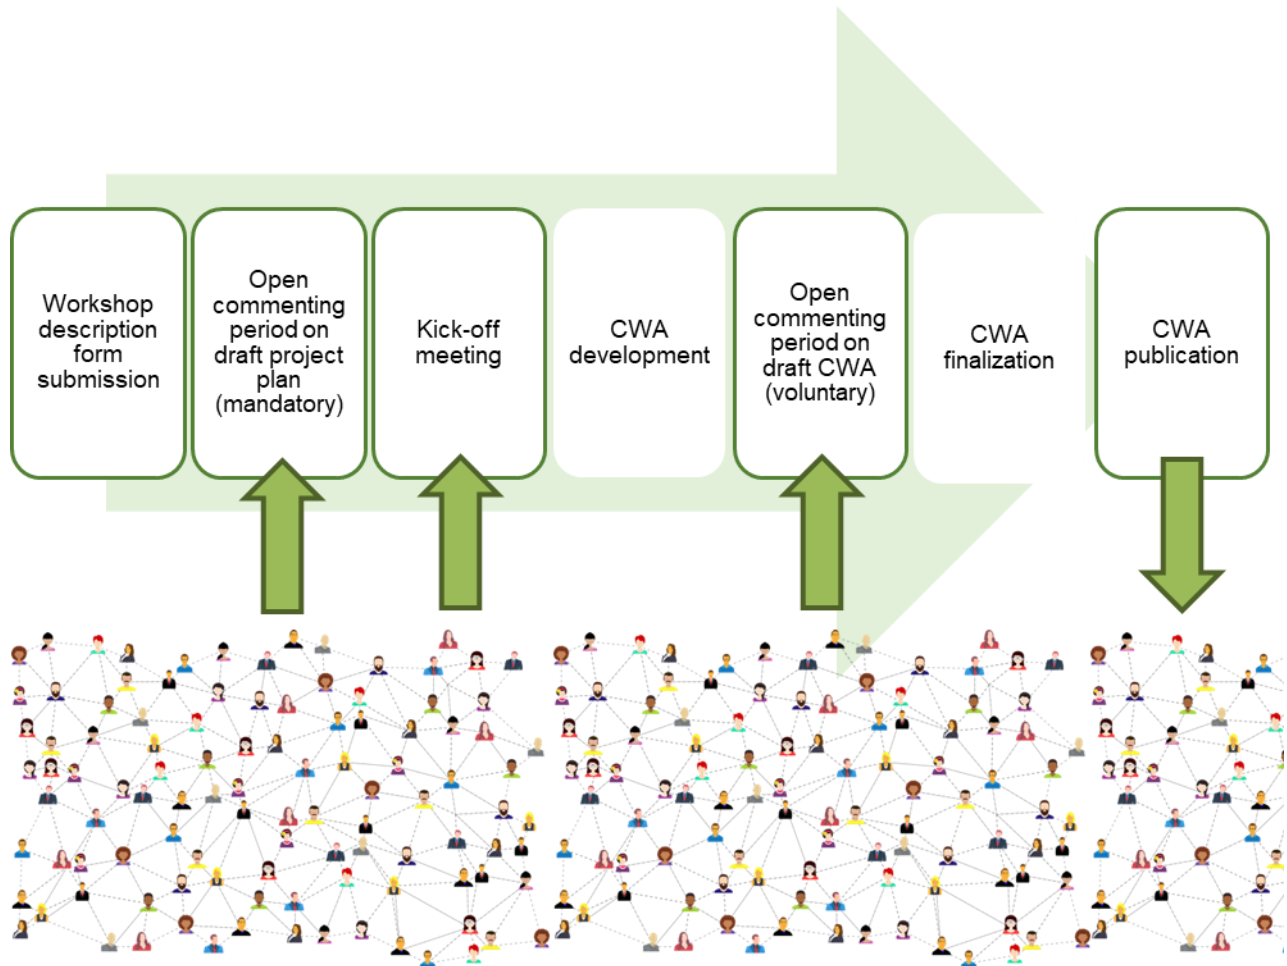 Workshop
description
form
submission
Open
commenting
period on
draft project
plan
(mandatory)
Kick-off
meeting
CWA
development
Open
commenting
period on
draft CWA
(voluntary)
CWA
finalization
CWA
publication